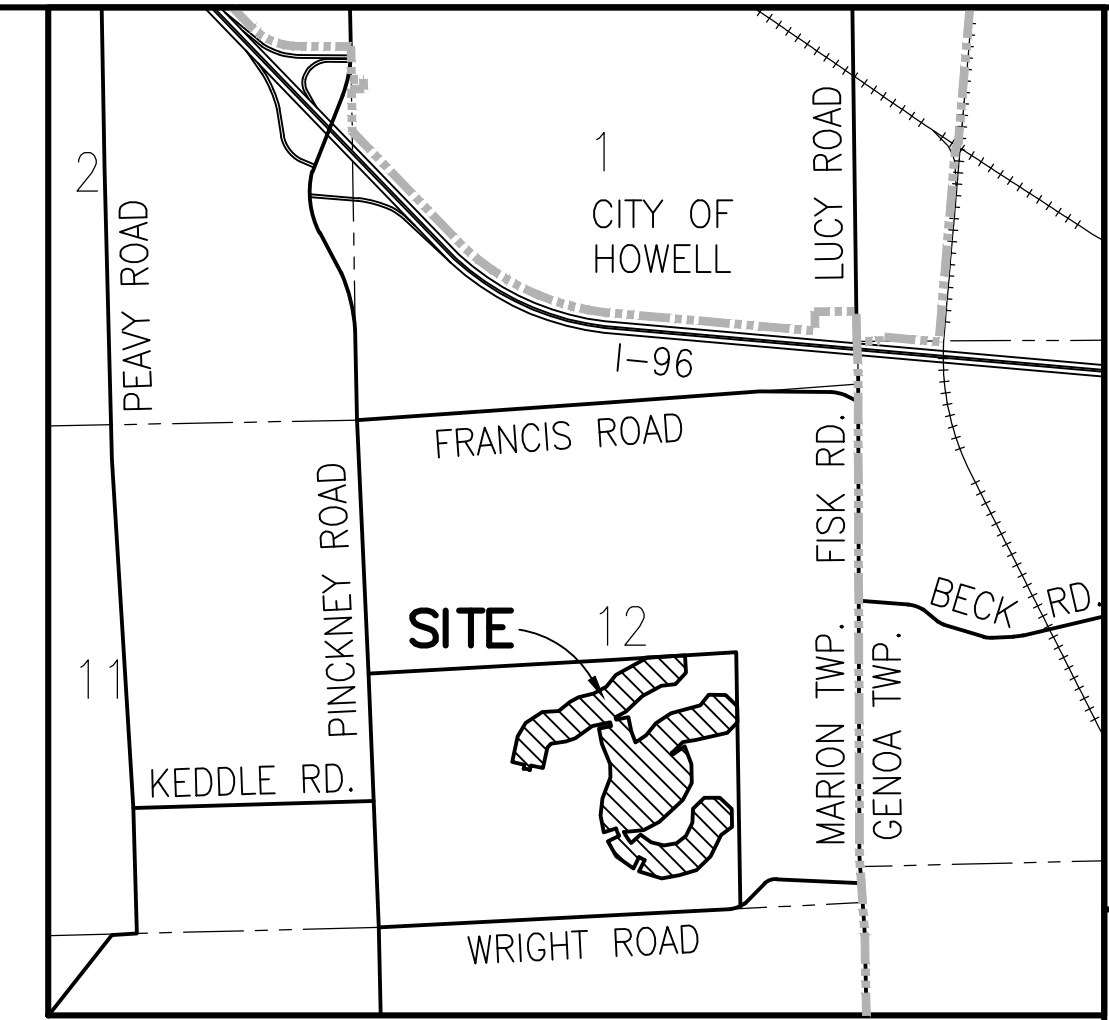 1
2
CITY OF
HOWELL
LUCY ROAD
PEAVY ROAD
I-96
FRANCIS ROAD
FISK RD.
PINCKNEY ROAD
BECK RD.
SITE
12
11
MARION TWP.
GENOA TWP.
KEDDLE RD.
WRIGHT ROAD